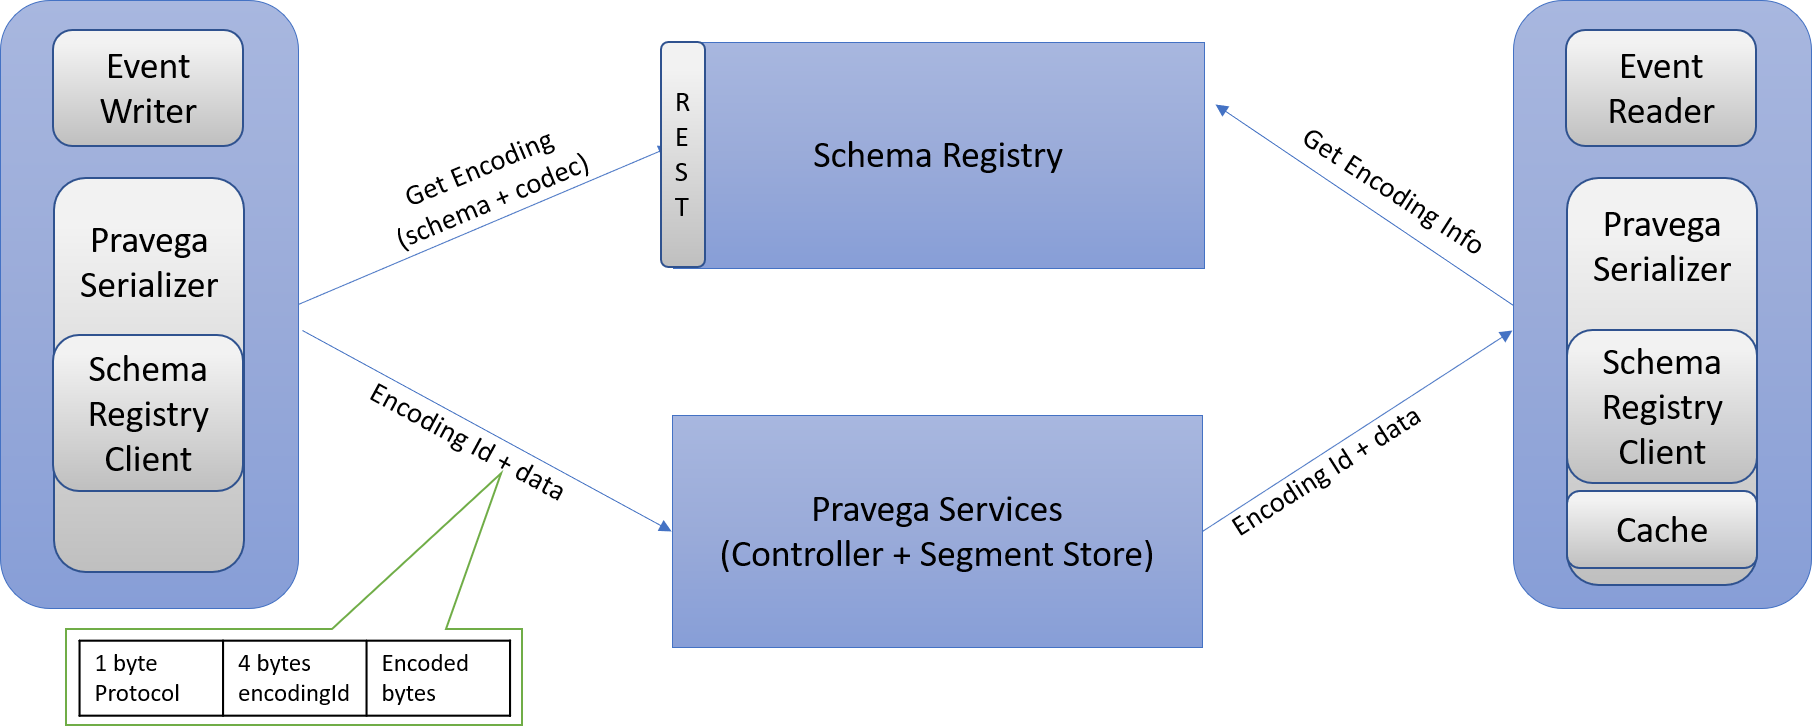 Event
Writer
Pravega
Serializer
Schema
Registry
Client
Get Encoding
(schema + codec)
Encoding Id + data
1 byte
Protocol
4 bytes
encodingId
Encoded
bytes
R
E
S
T
Schema Registry
Pravega Services
(Controller + Segment Store)
Get Encoding Info
Encoding Id + data
Event
Reader
Pravega
Serializer
Schema
Registry
Client
Cache